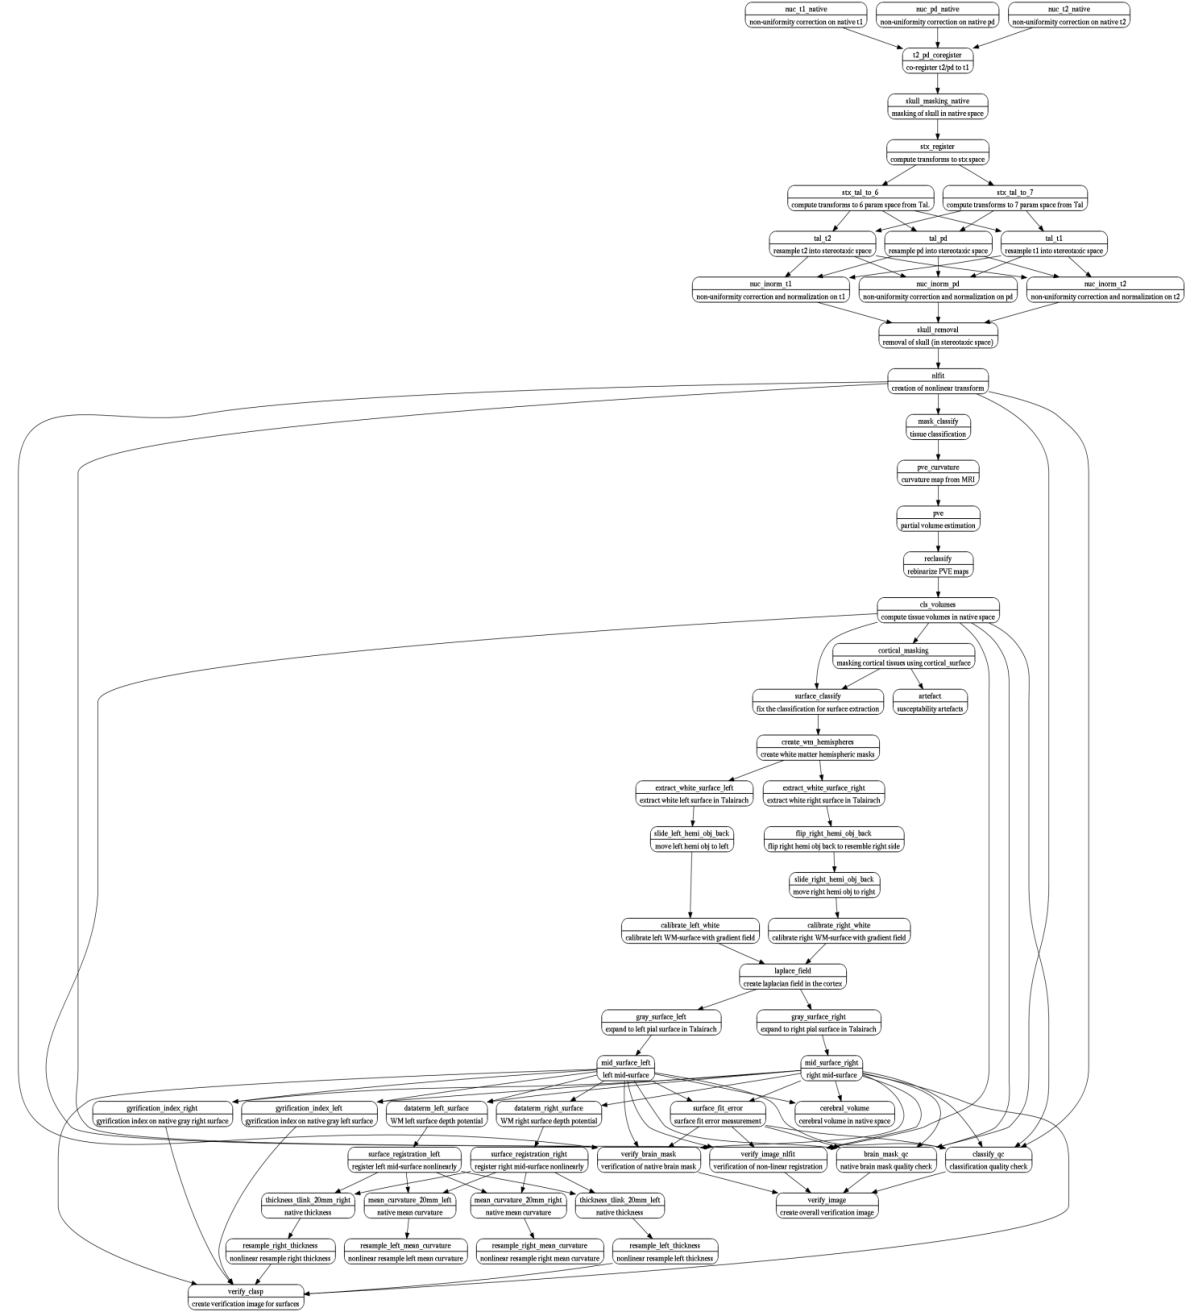 nuc_t1_native
non-uniformity correction on native t1
nuc_pd_native
non-uniformity correction on native pd
nuc_t2_native
non-uniformity correction on native t2
t2_pd_coregister
co-register t2/pd to t1
skull_masking_native
masking of skull in native space
stx_register
compute transforms to stx space
stx_tal_to_6
compute transforms to 6 param space from Tal.
stx_tal_to_7
compute transforms to 7 param space from Tal
tal_t2
resample t2 into stereotaxic space
tal_pd
resample pd into stereotaxic space
tal_t1
resample t1 into stereotaxic space
nuc_inorm_t1
non-uniformity correction and normalization on t1
nuc_inorm_pd
non-uniformity correction and normalization on pd
nuc_inorm_t2
non-uniformity correction and normalization on t2
skull_removal
removal of skull (in stereotaxic space)
nlfit
creation of nonlinear transform
mask_classify
tissue classification
pve_curvature
curvature map from MRI
pve
partial volume estimation
reclassify
rebinarize PVE maps
cls_volumes
compute tissue volumes in native space
cortical_masking
masking cortical tissues using cortical_surface
surface_classify
fix the classification for surface extraction
artefact
susceptability artefacts
create_wm_hemispheres
create white matter hemispheric masks
extract_white_surface_left
extract white left surface in Talairach
extract_white_surface_right
extract white right surface in Talairach
slide_left_hemi_obj_back
move left hemi obj to left
flip_right_hemi_obj_back
flip right hemi obj back to resemble right side
slide_right_hemi_obj_back
move right hemi obj to right
calibrate_left_white
calibrate left WM-surface with gradient field
calibrate_right_white
calibrate right WM-surface with gradient field
laplace_field
create laplacian field in the cortex
gray_surface_left
expand to left pial surface in Talairach
gray_surface_right
expand to right pial surface in Talairach
mid_surface_left
left mid-surface
mid_surface_right
right mid-surface
gyrification_index_right
gyrification index on native gray right surface
gyrification_index_left
gyrification index on native gray left surface
dataterm_left_surface
WM left surface depth potential
dataterm_right_surface
WM right surface depth potential
surface_fit_error
surface fit error measurement
cerebral_volume
cerebral volume in native space
surface_registration_left
register left mid-surface nonlinearly
surface_registration_right
register right mid-surface nonlinearly
verify_brain_mask
verification of native brain mask
verify_image_nlfit
verification of non-linear registration
brain_mask_qc
native brain mask quality check
classify_qc
classification quality check
thickness_tlink_20mm_right
native thickness
mean_curvature_20mm_left
native mean curvature
mean_curvature_20mm_right
native mean curvature
thickness_tlink_20mm_left
native thickness
verify_image
create overall verification image
resample_right_thickness
nonlinear resample right thickness
resample_left_mean_curvature
nonlinear resample left mean curvature
resample_right_mean_curvature
nonlinear resample right mean curvature
resample_left_thickness
nonlinear resample left thickness
verify_clasp
create verification image for surfaces